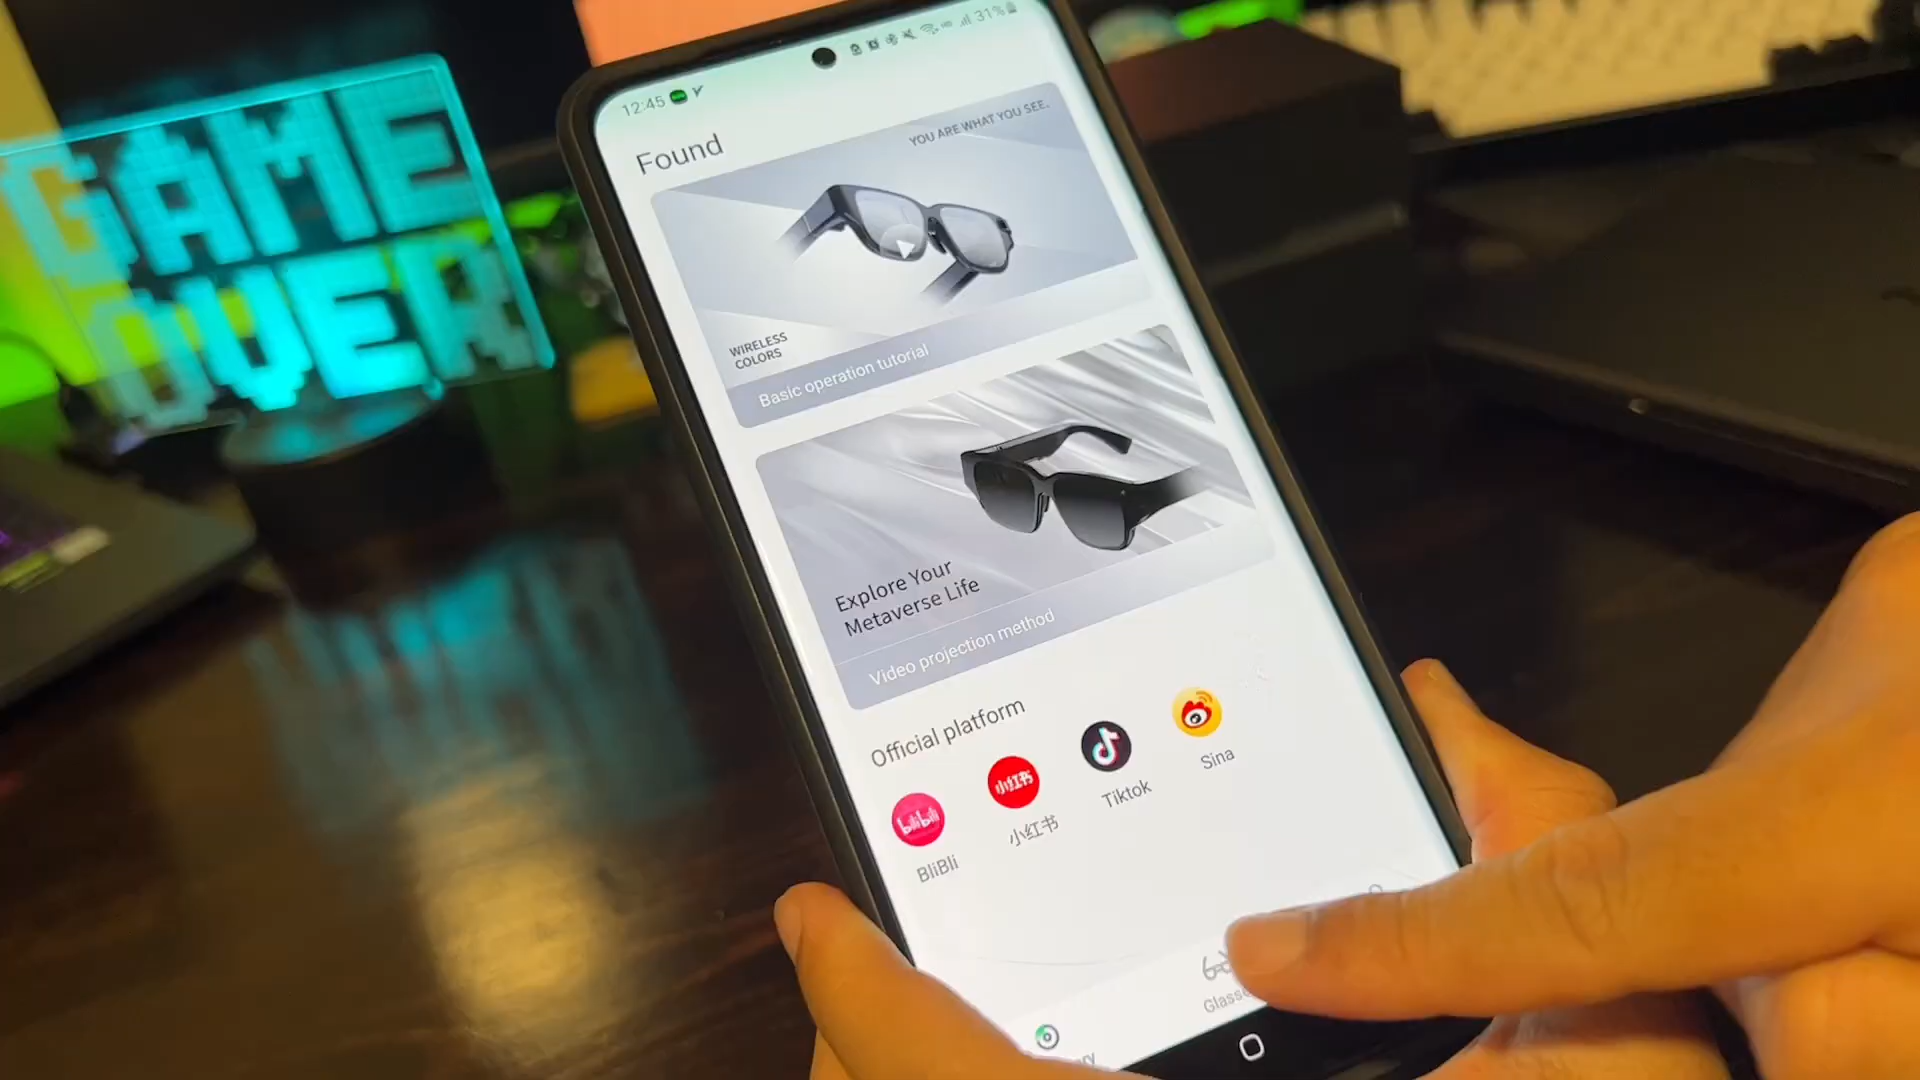 GAME
OVER
12:45
31%
Found
YOU ARE WHAT YOU SEE.
WIRELESS
COLORS
Basic operation tutorial
Explore Your
Metaverse Life
Video projection method
Official platform
bilibili
小红书
BliBli
小红书
Tiktok
Sina